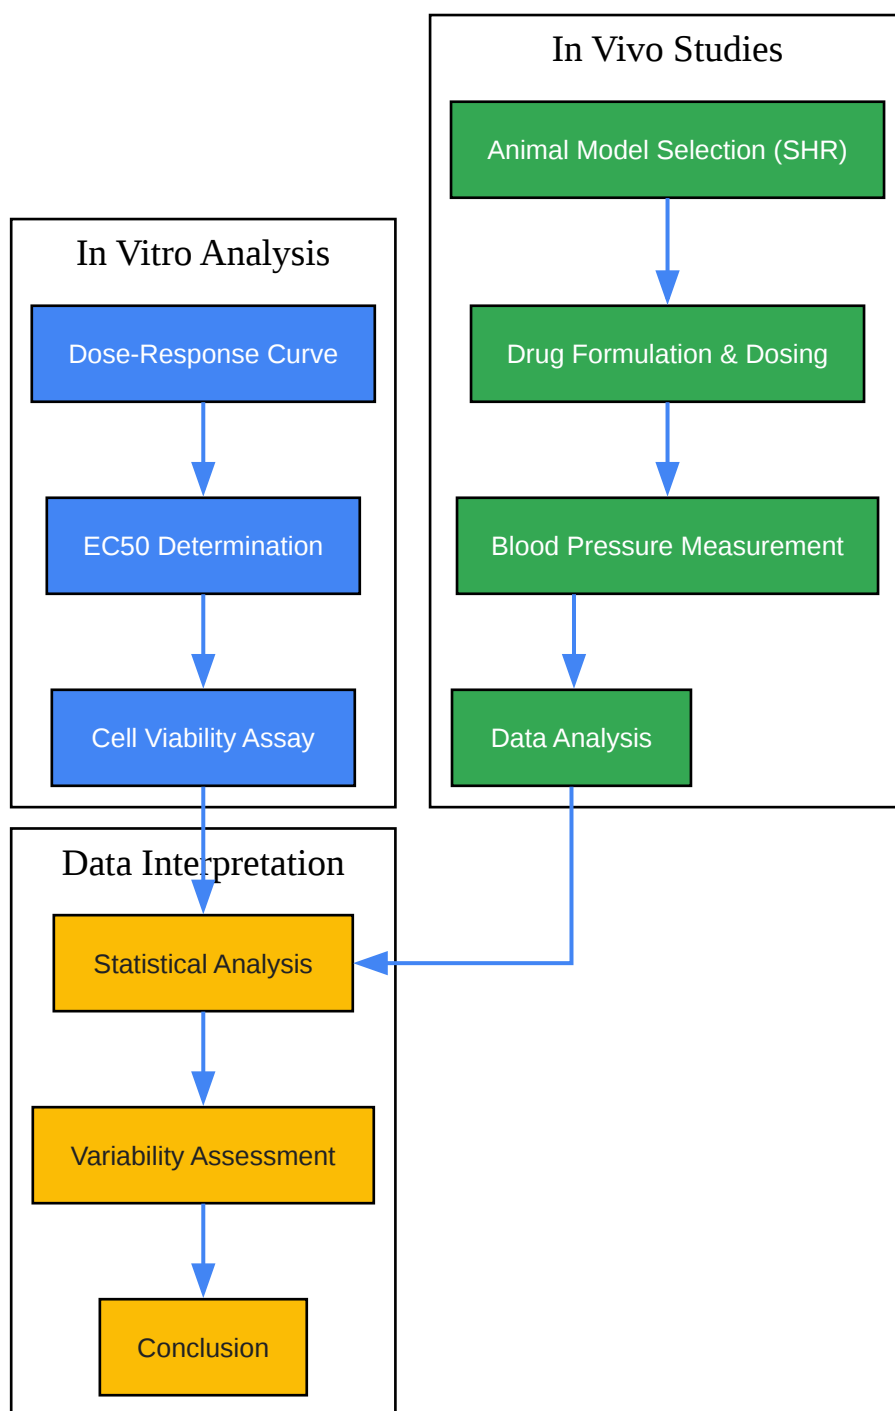 In Vivo Studies
Animal Model Selection (SHR)
Drug Formulation & Dosing
Blood Pressure Measurement
Data Analysis
In Vitro Analysis
Dose-Response Curve
EC50 Determination
Cell Viability Assay
Data Interpretation
Statistical Analysis
Variability Assessment
Conclusion